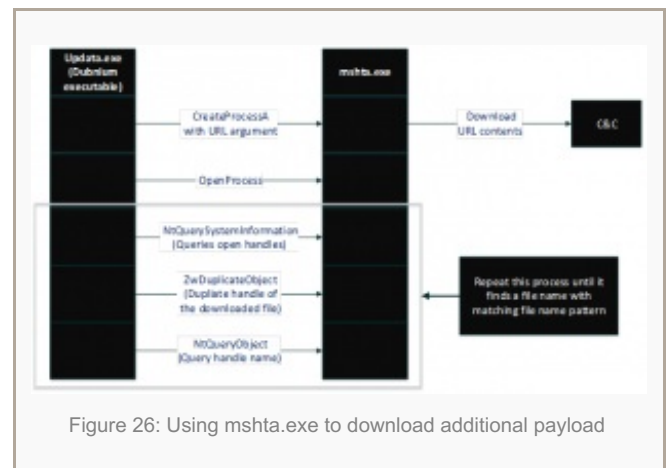 Updata.exe
(Dubnium
executable)
mshta.exe
CreateProcessA
with URL argument
Download
URL contents
C&C
OpenProcess
NtQuerySystemInformation
(Queries open handles)
ZwDuplicateObject
(Dupliate handle of
the downloaded file)
Repeat this process until it
finds a file name with
matching file name pattern
NtQueryObject
(Query handle name)
Figure 26: Using mshta.exe to download additional payload